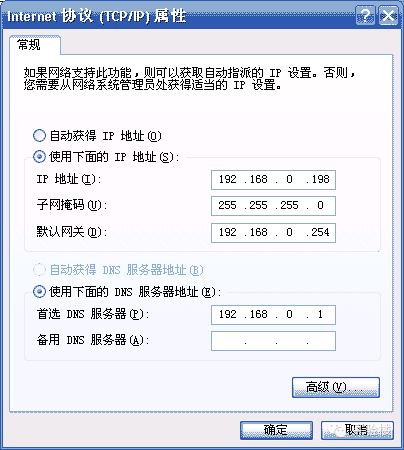 Internet 协议 (TCP/IP) 属性
常规
如果网络支持此功能，则可以获取自动指派的 IP 设置。否则，
您需要从网络系统管理员处获得适当的 IP 设置。
自动获得 IP 地址(O)
使用下面的 IP 地址(S):
IP 地址(I): 192 .168 . 0 .198
子网掩码(U): 255 .255 .255 . 0
默认网关(D): 192 .168 . 0 .254
自动获得 DNS 服务器地址(B)
使用下面的 DNS 服务器地址(E):
首选 DNS 服务器(P): 192 .168 . 0 . 1
备用 DNS 服务器(A): . . .
高级(V)...
确定 取消